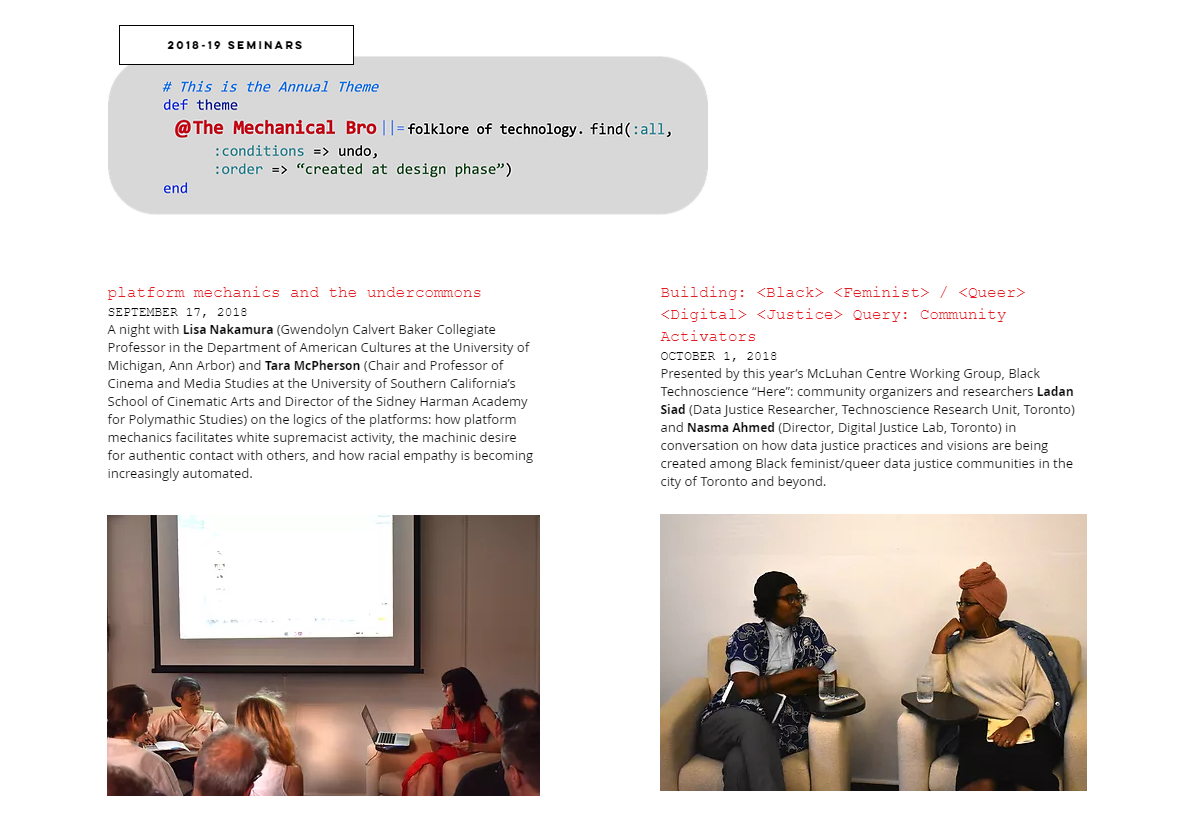 2018-19 SEMINARS
# This is the Annual Theme
def theme
@The Mechanical Bro ||= folklore of technology. find(:all,
:conditions => undo,
:order => “created at design phase”)
end
platform mechanics and the undercommons
SEPTEMBER 17, 2018
A night with Lisa Nakamura (Gwendolyn Calvert Baker Collegiate
Professor in the Department of American Cultures at the University of
Michigan, Ann Arbor) and Tara McPherson (Chair and Professor of
Cinema and Media Studies at the University of Southern California’s
School of Cinematic Arts and Director of the Sidney Harman Academy
for Polymathic Studies) on the logics of the platforms: how platform
mechanics facilitates white supremacist activity, the machinic desire
for authentic contact with others, and how racial empathy is becoming
increasingly automated.
Building: <Black> <Feminist> / <Queer>
<Digital> <Justice> Query: Community
Activators
OCTOBER 1, 2018
Presented by this year’s McLuhan Centre Working Group, Black
Technoscience “Here”: community organizers and researchers Ladan
Siad (Data Justice Researcher, Technoscience Research Unit, Toronto)
and Nasma Ahmed (Director, Digital Justice Lab, Toronto) in
conversation on how data justice practices and visions are being
created among Black feminist/queer data justice communities in the
city of Toronto and beyond.